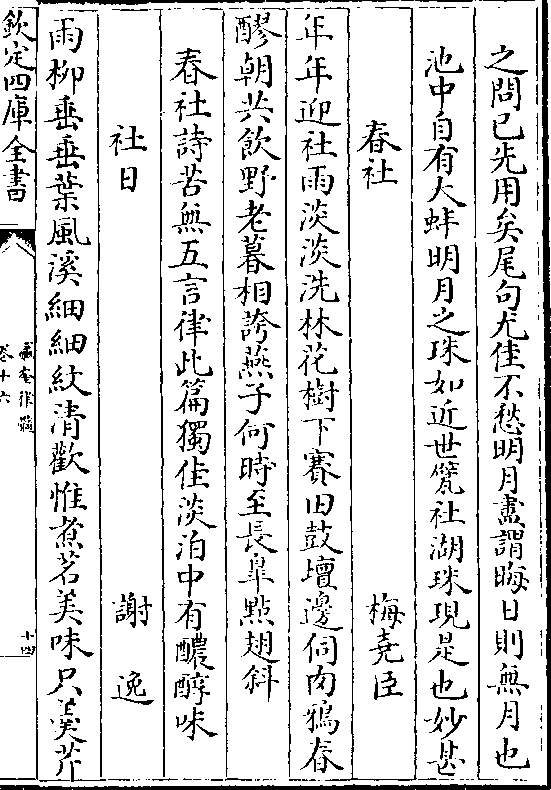 之問已先用矣尾句尤佳不愁明月盡謂晦日則無月也
池中自有大蚌明月之珠如近世甓社湖珠現是也妙甚
春社　梅堯臣
年年迎社雨淡淡洗林花樹下賽田鼓壇邊伺肉鴉春
醪朝共飲野老暮相誇燕子何時至長皐點翅斜
春社詩苦無五言律此篇獨佳淡泊中有醲醇味
社日　謝逸
雨柳垂垂葉風溪細細紋清歡惟煮茗美味只羹芹
欽定四庫全書
瀛奎律髓
卷十六
十四